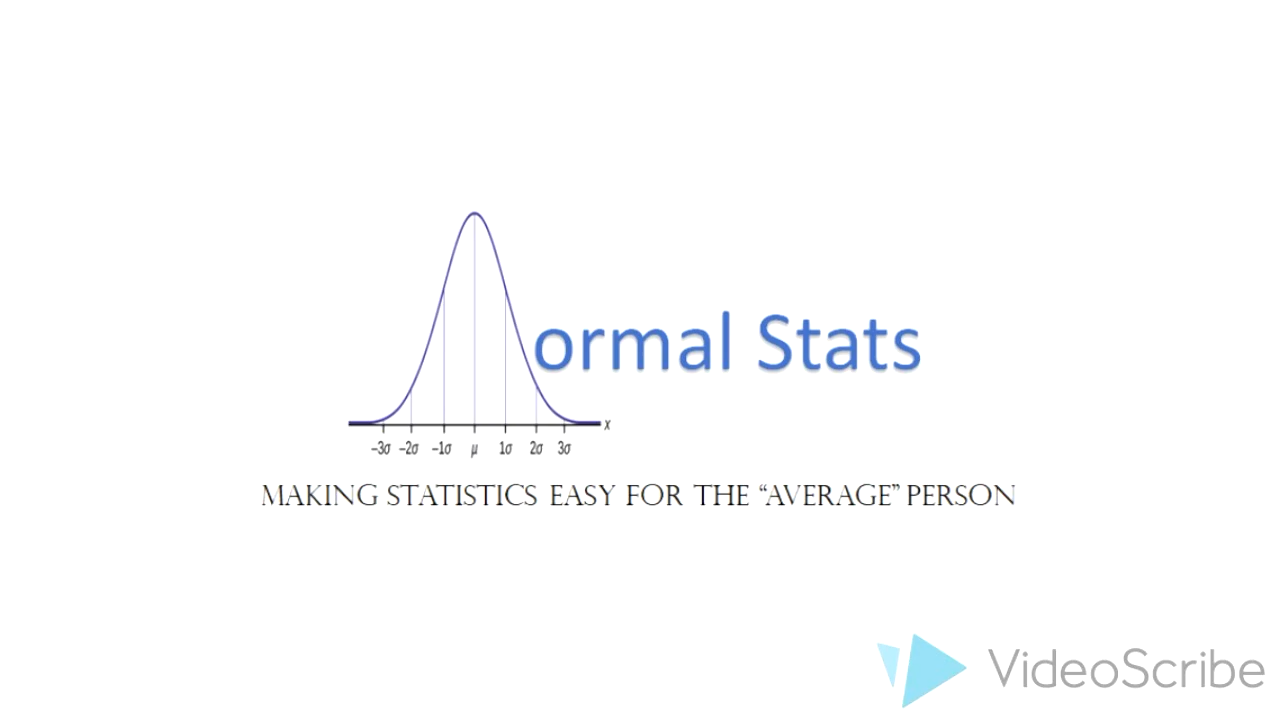 ormal Stats
x
−3σ −2σ −1σ μ 1σ 2σ 3σ
MAKING STATISTICS EASY FOR THE “AVERAGE” PERSON
VideoScribe